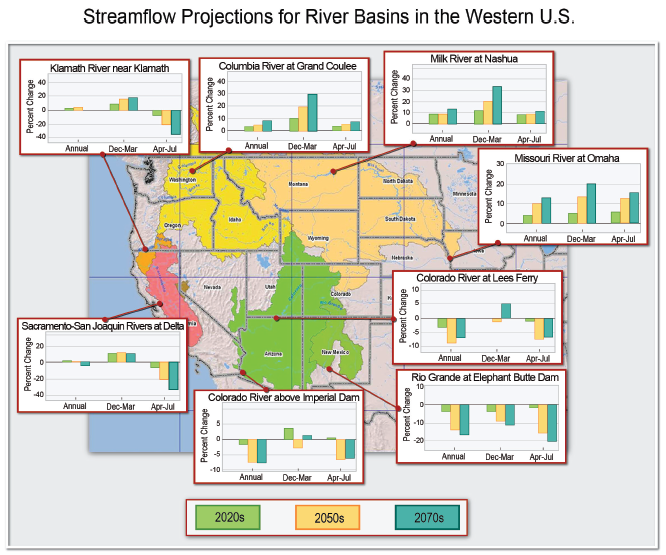 Streamflow Projections for River Basins in the Western U.S.
Klamath River near Klamath
Percent Change
40
20
0
-20
-40
Annual Dec-Mar Apr-Jul
Columbia River at Grand Coulee
Percent Change
40
30
20
10
0
Annual Dec-Mar Apr-Jul
Milk River at Nashua
Percent Change
40
30
20
10
0
Annual Dec-Mar Apr-Jul
Missouri River at Omaha
Percent Change
30
20
10
0
Annual Dec-Mar Apr-Jul
Washington
Montana
North Dakota
Minnesota
Oregon
Idaho
South Dakota
Wyoming
Nebraska
Nevada
Utah
Colorado
Arizona
New Mexico
Colorado River at Lees Ferry
Percent Change
10
5
0
-5
-10
Annual Dec-Mar Apr-Jul
Sacramento-San Joaquin Rivers at Delta
Percent Change
20
0
-20
-40
Annual Dec-Mar Apr-Jul
Colorado River above Imperial Dam
Percent Change
5
0
-5
-10
Annual Dec-Mar Apr-Jul
Rio Grande at Elephant Butte Dam
Percent Change
10
0
-10
-20
Annual Dec-Mar Apr-Jul
2020s 2050s 2070s